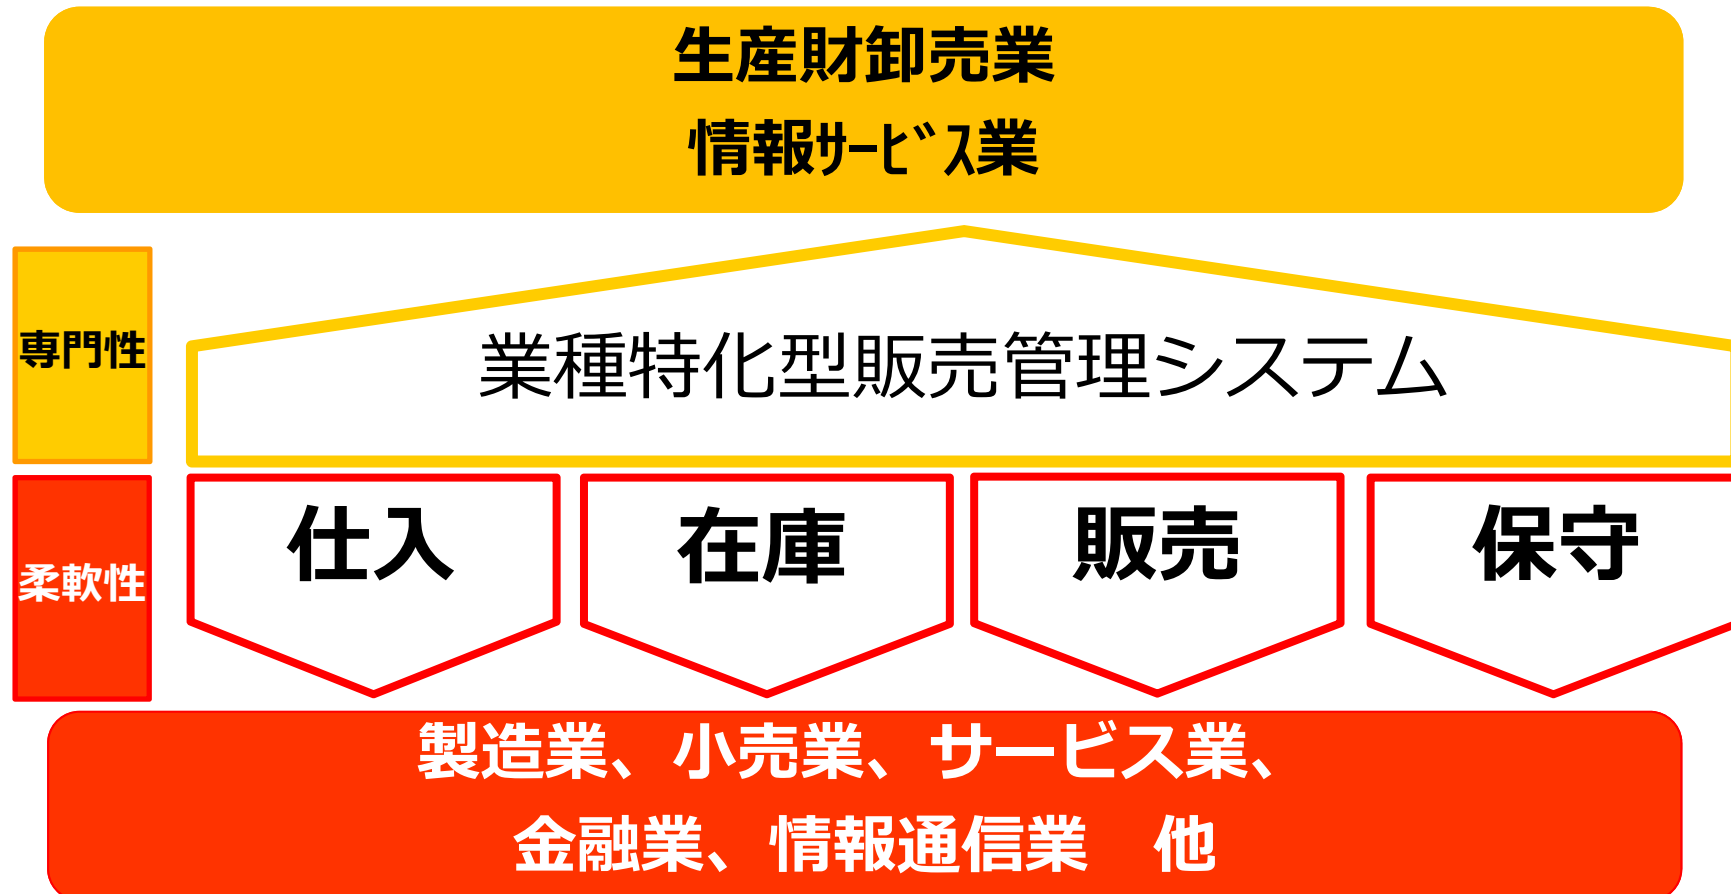 生産財卸売業
情報ｻｰﾋﾞｽ業
専門性
業種特化型販売管理システム
柔軟性
仕入
在庫
販売
保守
製造業、小売業、サービス業、
金融業、情報通信業　他